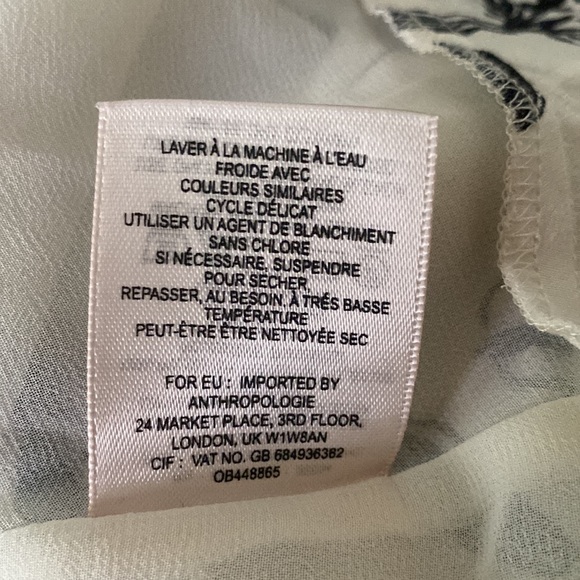 LAVER À LA MACHINE À L'EAU
FROIDE AVEC
COULEURS SIMILAIRES
CYCLE DÉLICAT
UTILISER UN AGENT DE BLANCHIMENT
SANS CHLORE
SI NÉCESSAIRE, SUSPENDRE
POUR SÉCHER,
REPASSER, AU BESOIN, À TRÉS BASSE
TEMPÉRATURE
PEUT-ÊTRE ÊTRE NETTOYÉE SEC
FOR EU : IMPORTED BY
ANTHROPOLOGIE
24 MARKET PLACE, 3RD FLOOR,
LONDON, UK W1W8AN
CIF : VAT NO. GB 684936382
OB448865